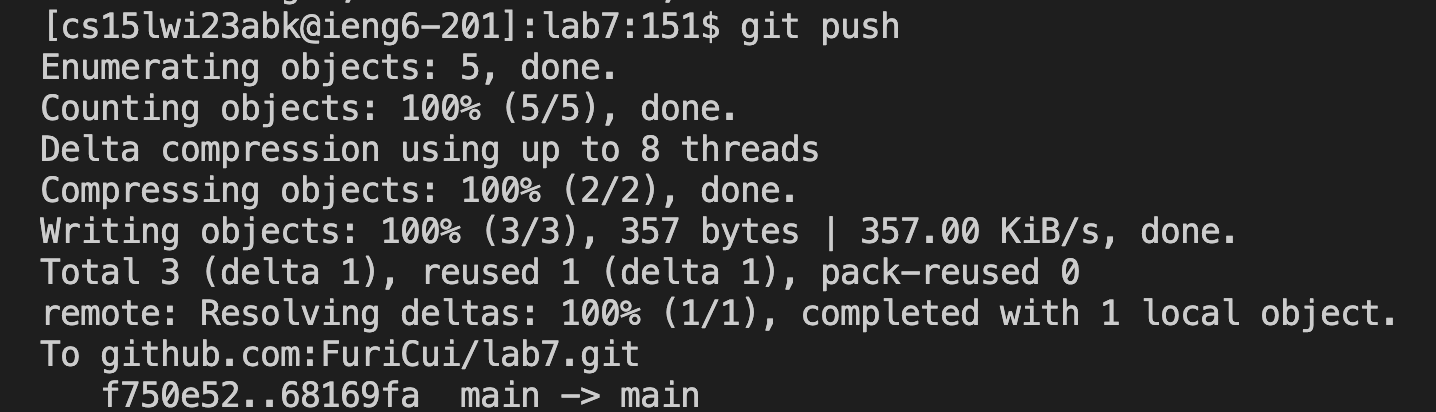 [cs15lwi23abk@ieng6-201]:lab7:151$ git push
Enumerating objects: 5, done.
Counting objects: 100% (5/5), done.
Delta compression using up to 8 threads
Compressing objects: 100% (2/2), done.
Writing objects: 100% (3/3), 357 bytes | 357.00 KiB/s, done.
Total 3 (delta 1), reused 1 (delta 1), pack-reused 0
remote: Resolving deltas: 100% (1/1), completed with 1 local object.
To github.com:FuriCui/lab7.git
   f750e52..68169fa  main -> main